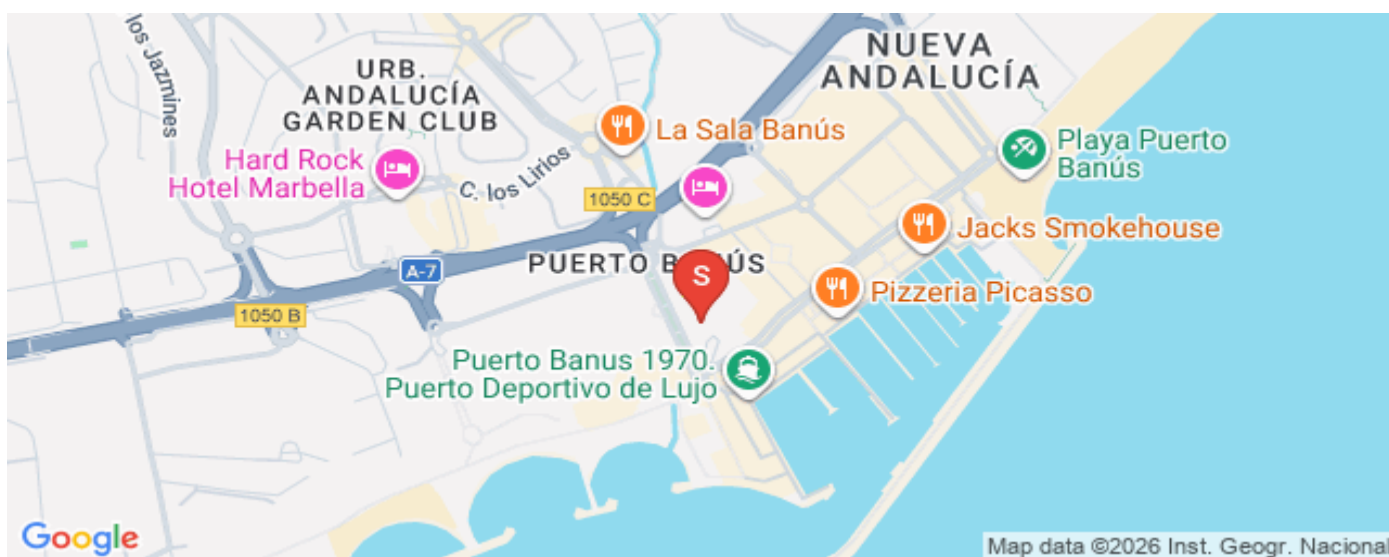 los Jazmines
URB.
ANDALUCÍA
GARDEN CLUB
NUEVA
ANDALUCÍA
La Sala Banús
Playa Puerto
Banús
Hard Rock
Hotel Marbella
C. los Lirios
1050 C
Jacks Smokehouse
PUERTO B
ÚS
S
A-7
Pizzeria Picasso
1050 B
Puerto Banus 1970.
Puerto Deportivo de Lujo
Google
Map data ©2026 Inst. Geogr. Nacional